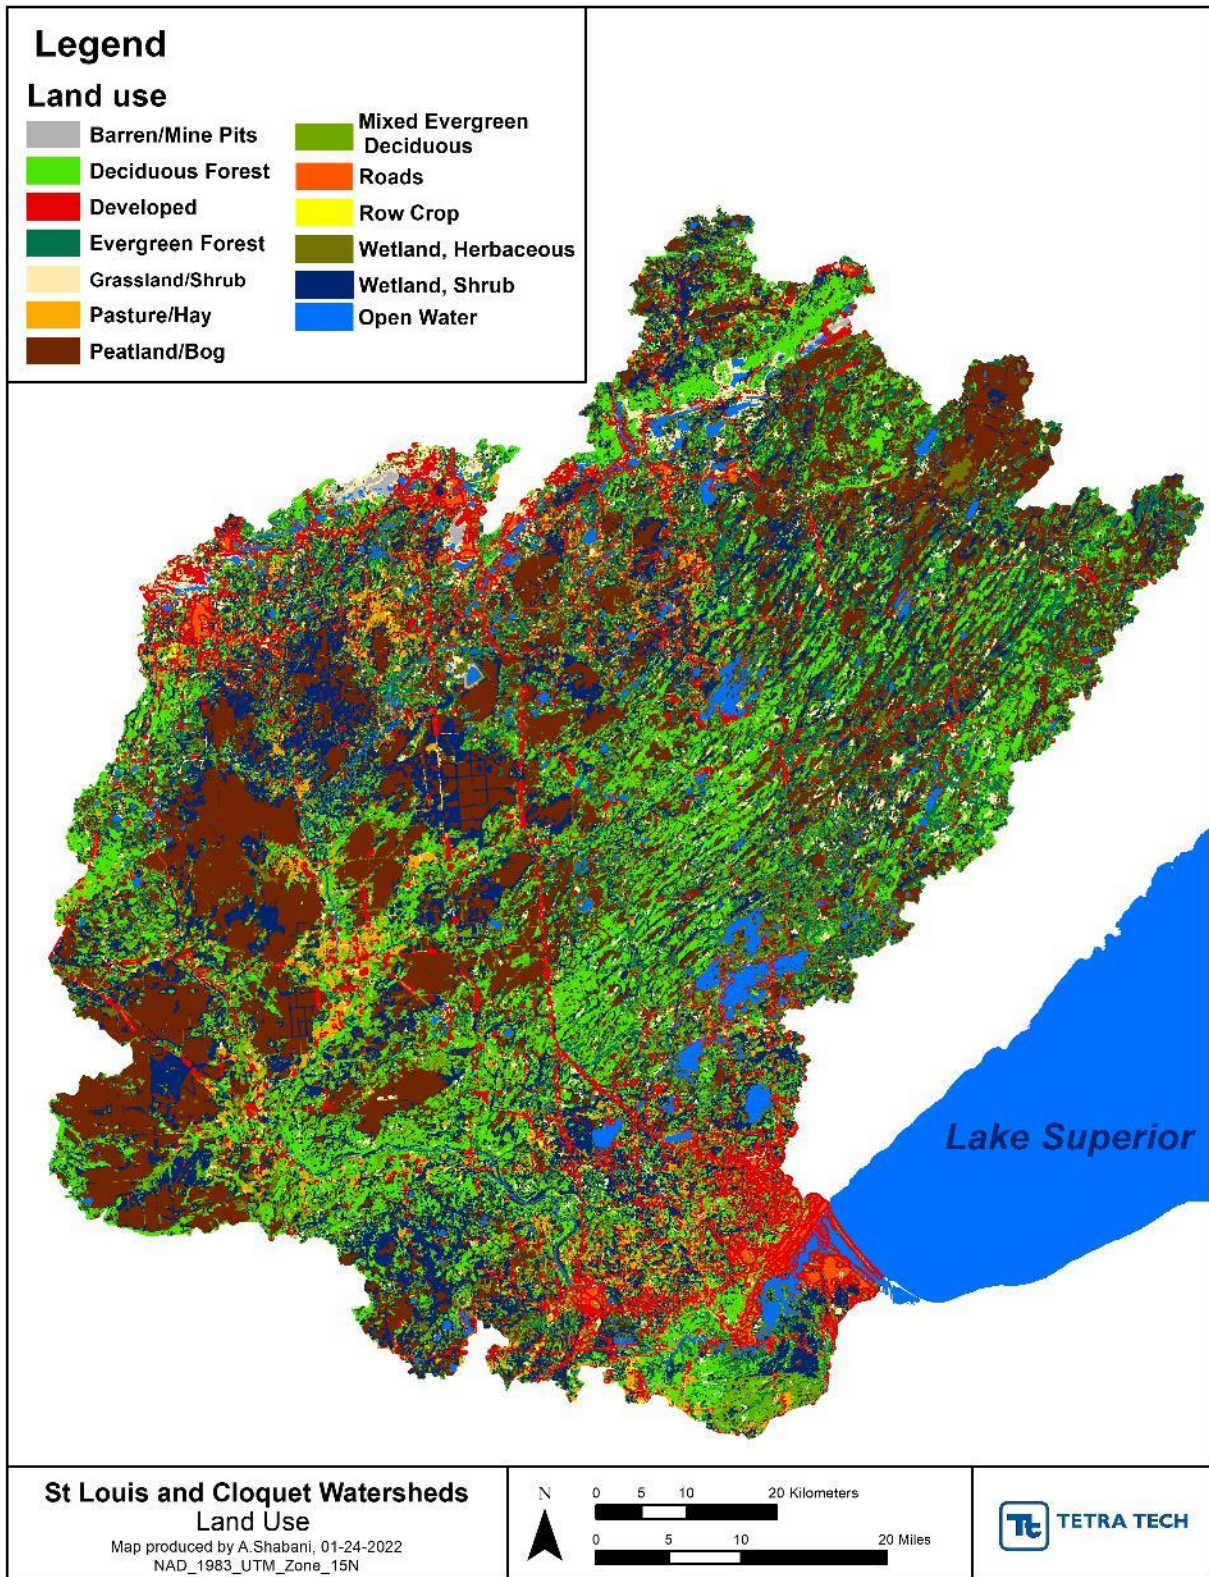 Legend
Land use
Barren/Mine Pits
Deciduous Forest
Developed
Evergreen Forest
Grassland/Shrub
Pasture/Hay
Peatland/Bog
Mixed Evergreen
Deciduous
Roads
Row Crop
Wetland, Herbaceous
Wetland, Shrub
Open Water
Lake Superior
St Louis and Cloquet Watersheds
Land Use
Map produced by A.Shabani, 01-24-2022
NAD_1983_UTM_Zone_15N
N
0 5 10 20 Kilometers
0 5 10 20 Miles
Tt TETRA TECH